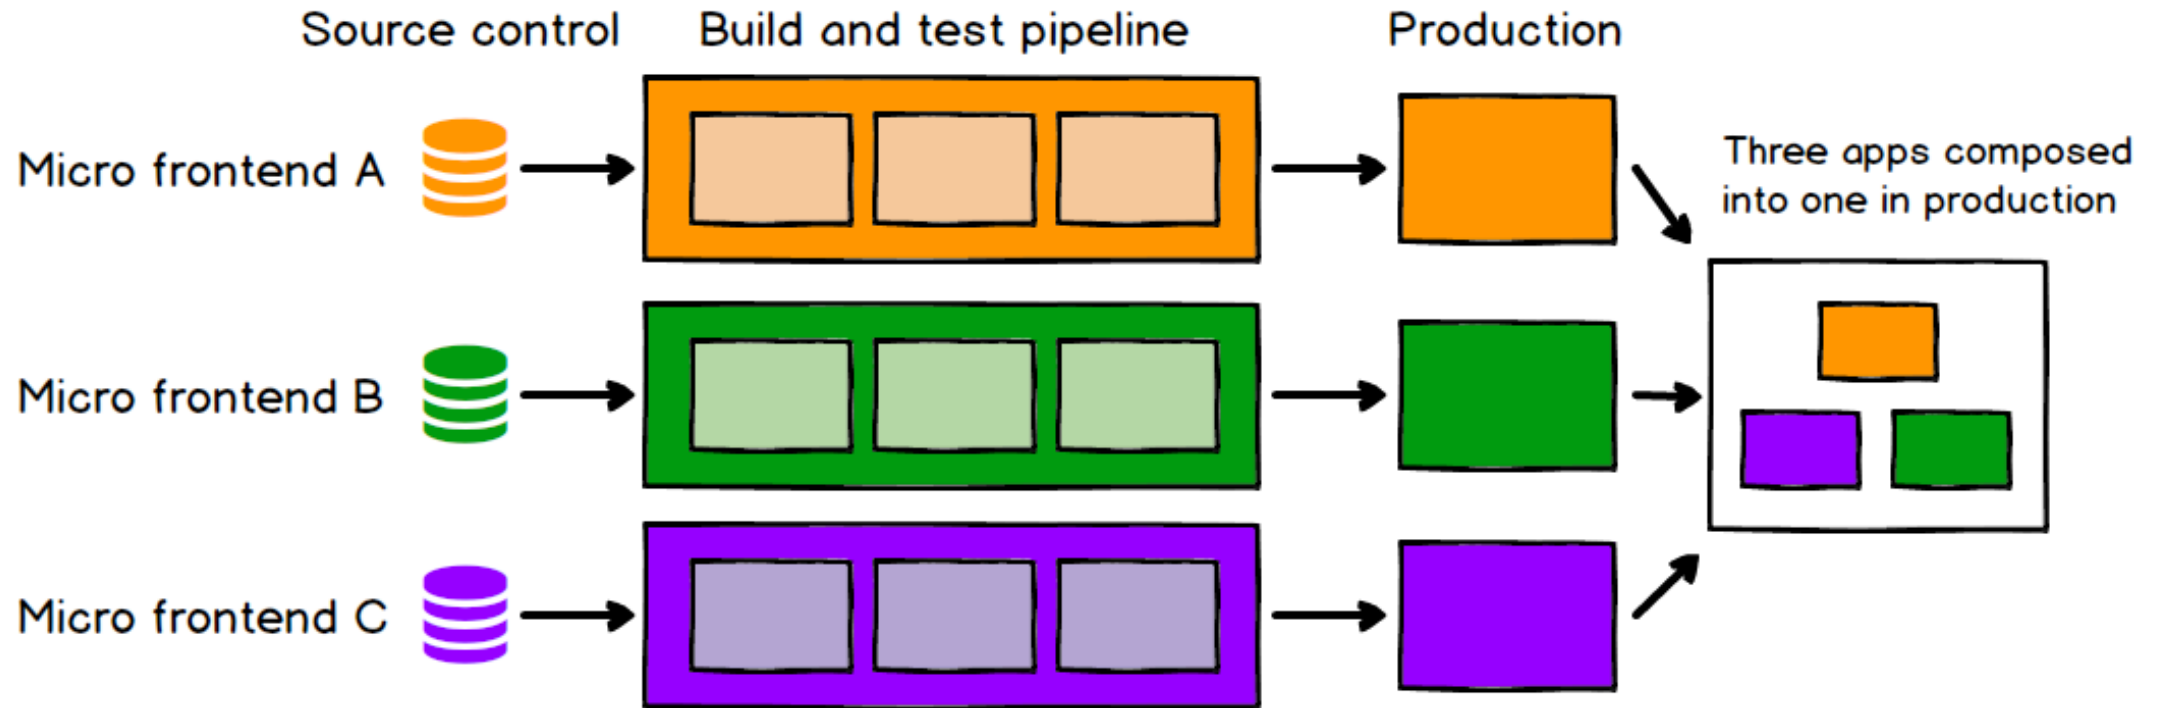 Source control
Build and test pipeline
Production
Micro frontend A
Three apps composed
into one in production
Micro frontend B
Micro frontend C